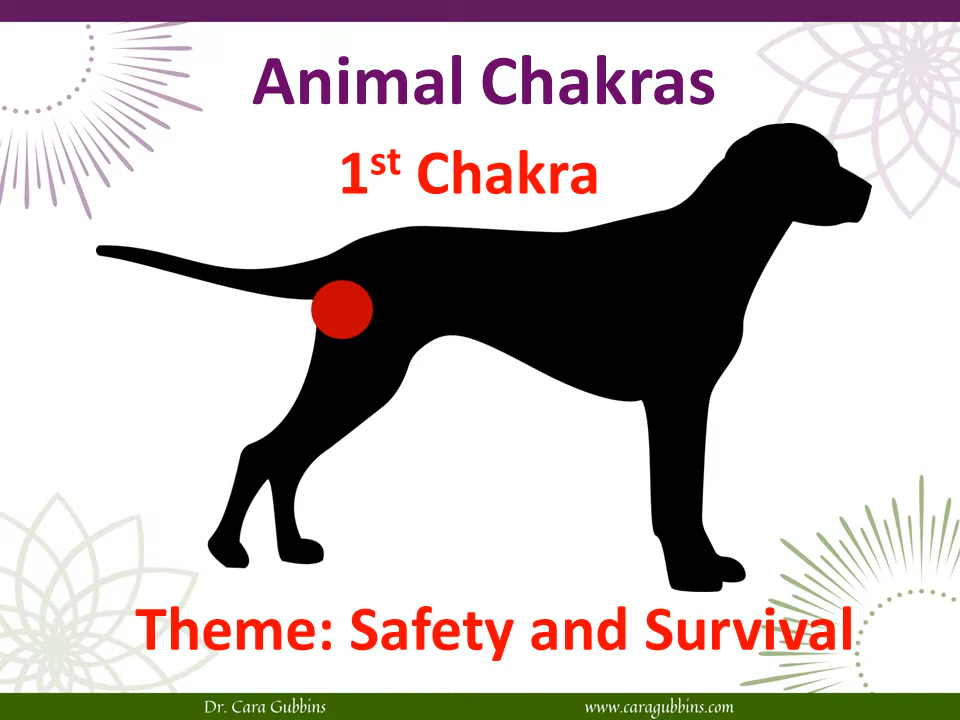 Animal Chakras
1st Chakra
Theme: Safety and Survival
Dr. Cara Gubbins www.caragubbins.com